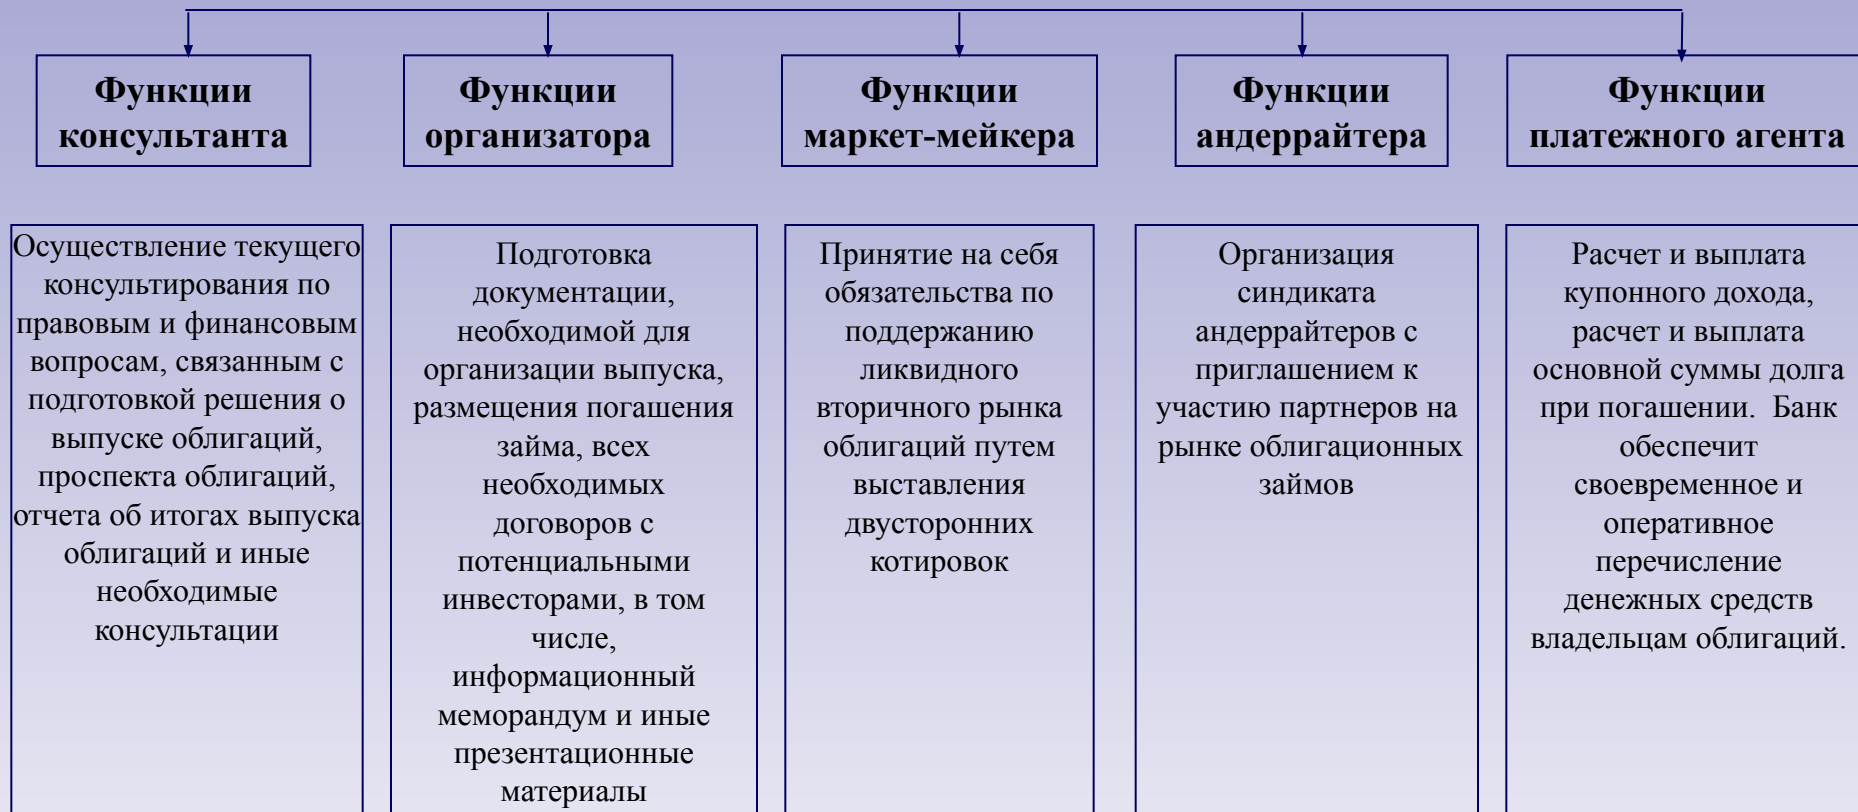 Функции
консультанта
Функции
организатора
Функции
маркет-мейкера
Функции
андеррайтера
Функции
платежного агента
Осуществление текущего
консультирования по
правовым и финансовым
вопросам, связанным с
подготовкой решения о
выпуске облигаций,
проспекта облигаций,
отчета об итогах выпуска
облигаций и иные
необходимые
консультации
Подготовка
документации,
необходимой для
организации выпуска,
размещения погашения
займа, всех
необходимых
договоров с
потенциальными
инвесторами, в том
числе,
информационный
меморандум и иные
презентационные
материалы
Принятие на себя
обязательства по
поддержанию
ликвидного
вторичного рынка
облигаций путем
выставления
двусторонних
котировок
Организация
синдиката
андеррайтеров с
приглашением к
участию партнеров на
рынке облигационных
займов
Расчет и выплата
купонного дохода,
расчет и выплата
основной суммы долга
при погашении. Банк
обеспечит
своевременное и
оперативное
перечисление
денежных средств
владельцам облигаций.